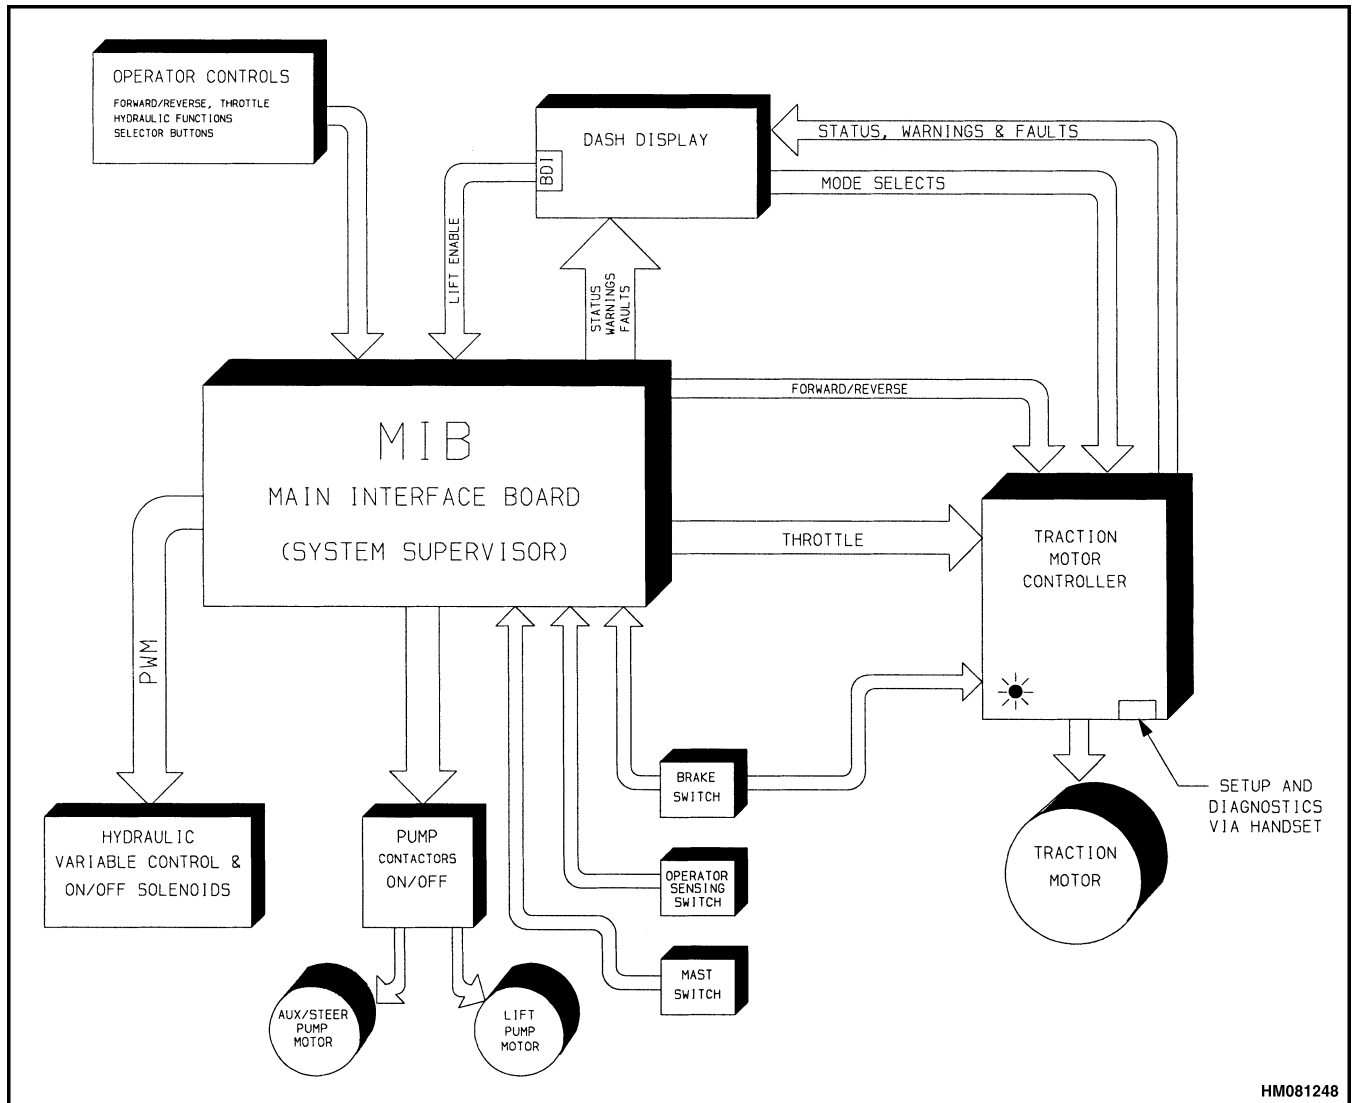 OPERATOR CONTROLS
FORWARD/REVERSE, THROTTLE
HYDRAULIC FUNCTIONS
SELECTOR BUTTONS
DASH DISPLAY
BDI
STATUS, WARNINGS & FAULTS
MODE SELECTS
LIFT ENABLE
STATUS
WARNINGS
FAULTS
FORWARD/REVERSE
MIB
MAIN INTERFACE BOARD
(SYSTEM SUPERVISOR)
THROTTLE
TRACTION
MOTOR
CONTROLLER
PWM
BRAKE
SWITCH
SETUP AND
DIAGNOSTICS
VIA HANDSET
HYDRAULIC
VARIABLE CONTROL &
ON/OFF SOLENOIDS
PUMP
CONTACTORS
ON/OFF
OPERATOR
SENSING
SWITCH
TRACTION
MOTOR
MAST
SWITCH
AUX/STEER
PUMP
MOTOR
LIFT
PUMP
MOTOR
HM081248